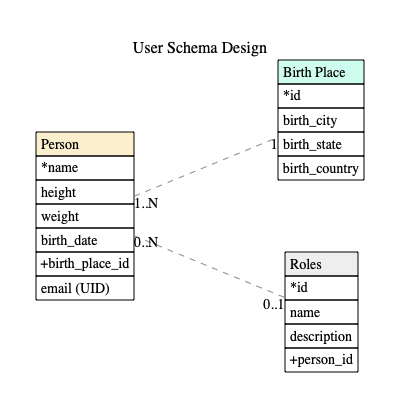 User Schema Design
Birth Place
*id
birth_city
birth_state
birth_country
1
Person
*name
height
weight
birth_date
+birth_place_id
email (UID)
1..N
0..N
Roles
*id
name
description
+person_id
0..1